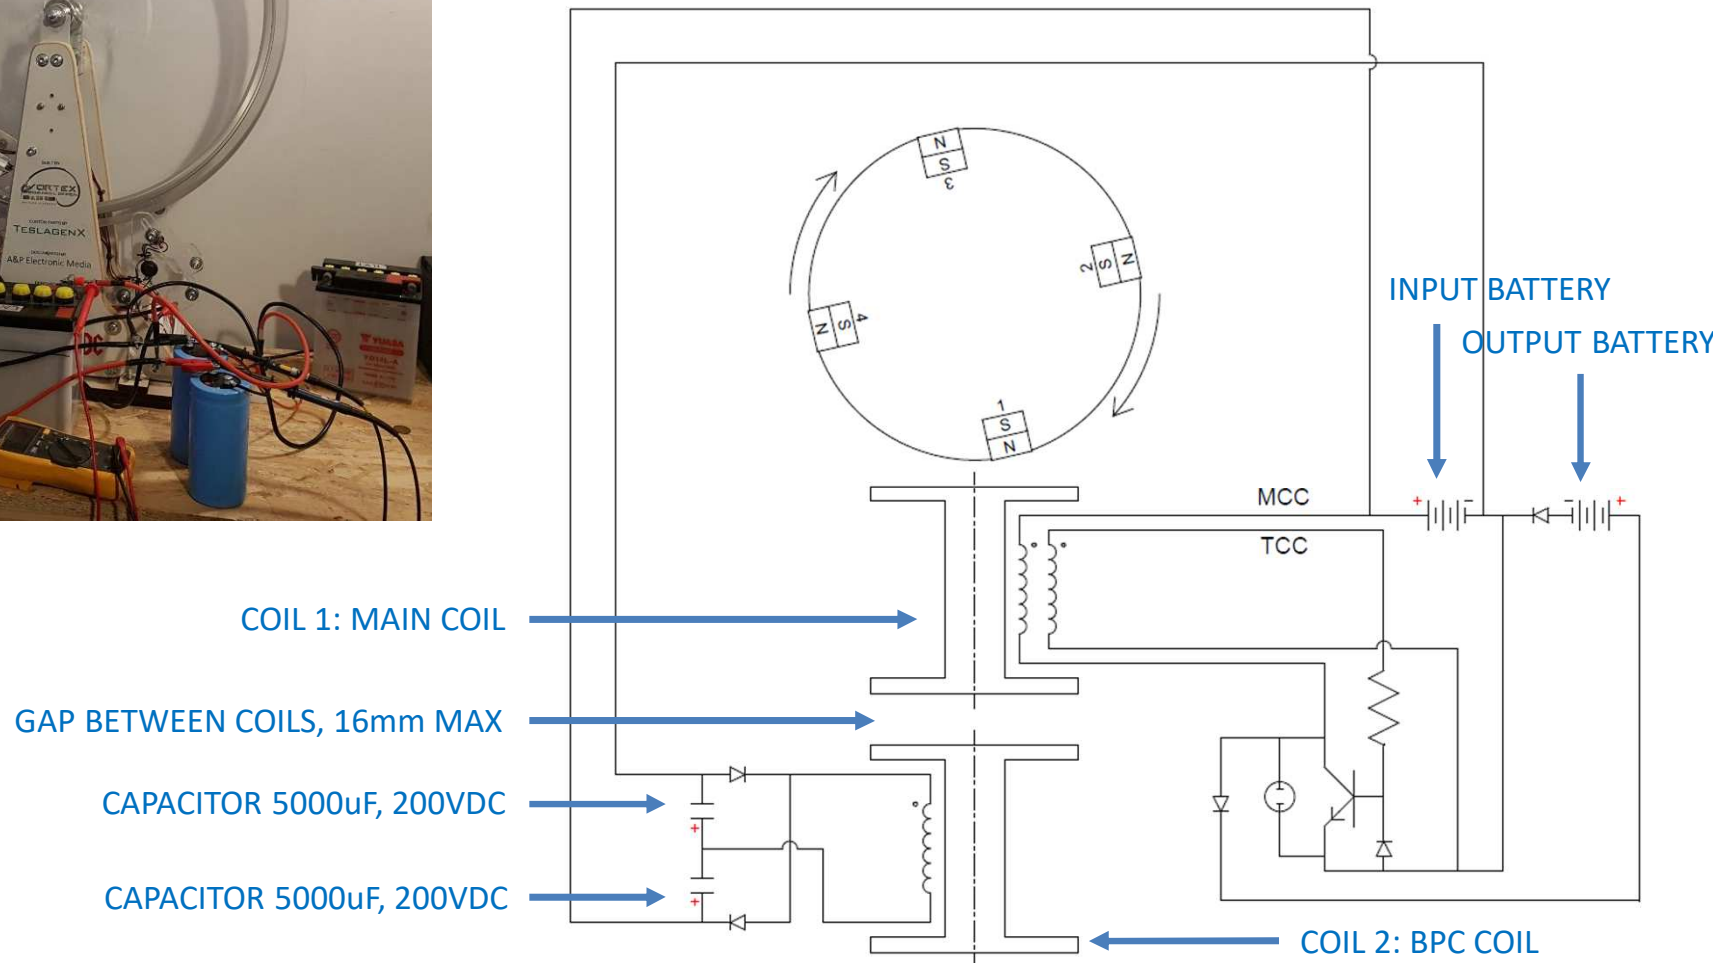 VORTEX
TESLAGENX
A&P Electronic Media
YUASA
N
S
3
2
S
N
N
S
4
1
S
N
INPUT BATTERY
OUTPUT BATTERY
+
-
-
+
MCC
TCC
COIL 1: MAIN COIL
GAP BETWEEN COILS, 16mm MAX
CAPACITOR 5000uF, 200VDC
+
CAPACITOR 5000uF, 200VDC
+
COIL 2: BPC COIL